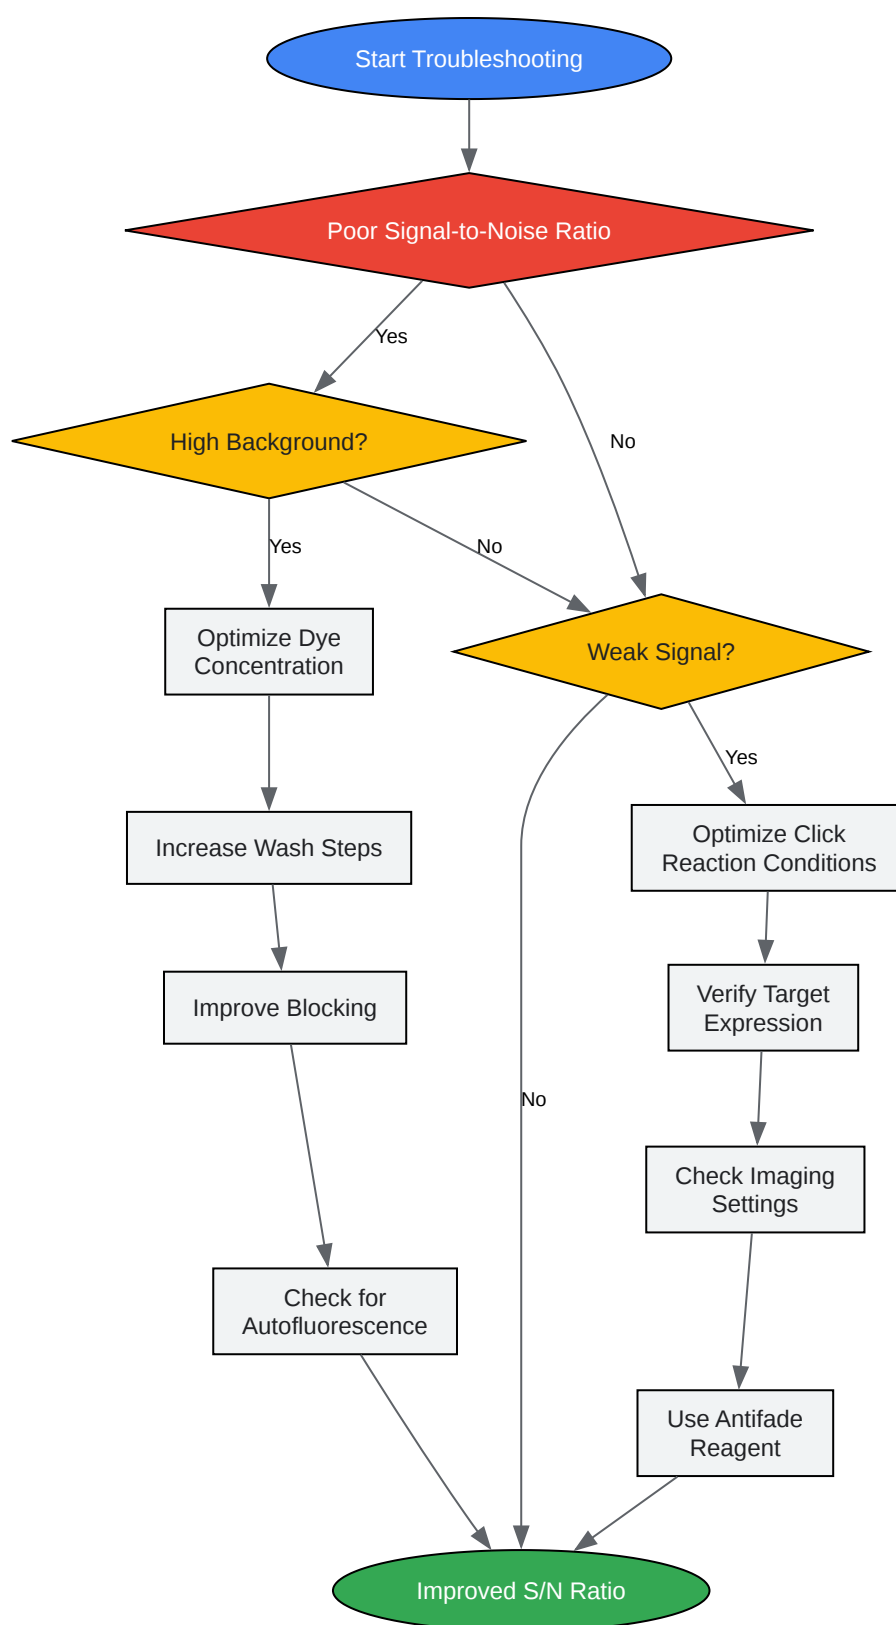 Start Troubleshooting
Poor Signal-to-Noise Ratio
Yes
No
High Background?
Yes
No
Optimize Dye
Concentration
Weak Signal?
Yes
Increase Wash Steps
Optimize Click
Reaction Conditions
Improve Blocking
Verify Target
Expression
No
Check Imaging
Settings
Check for
Autofluorescence
Use Antifade
Reagent
Improved S/N Ratio